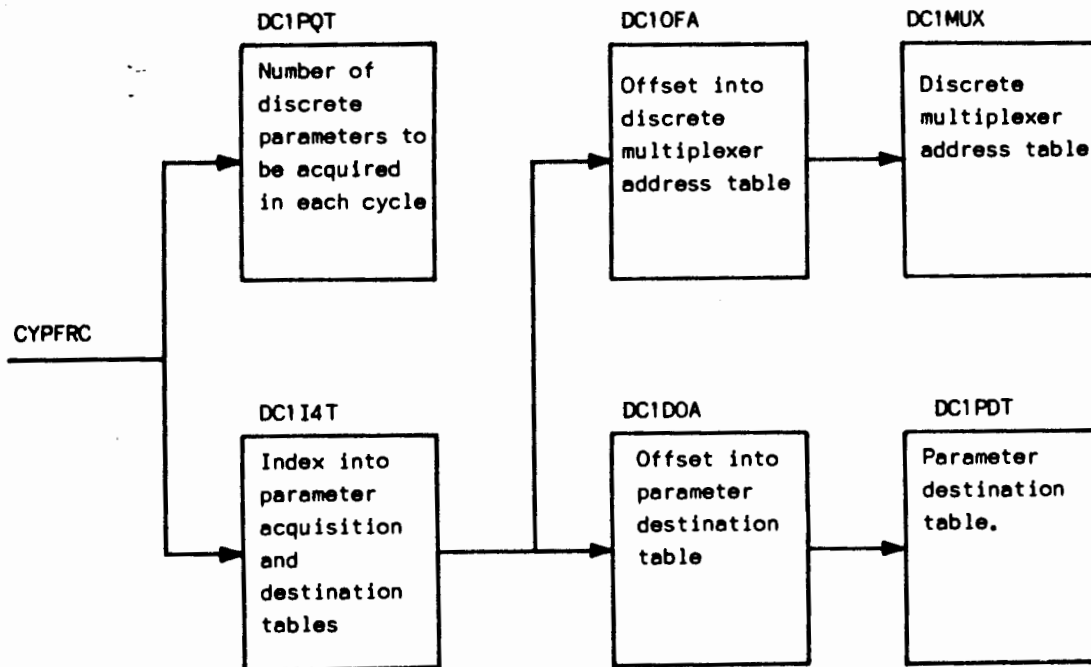 DC1PQT
Number of
discrete
parameters to
be acquired
in each cycle
DC1OFA
Offset into
discrete
multiplexer
address table
DC1MUX
Discrete
multiplexer
address table
CYPFRC
DC1I4T
Index into
parameter
acquisition
and
destination
tables
DC1DOA
Offset into
parameter
destination
table
DC1PDT
Parameter
destination
table.